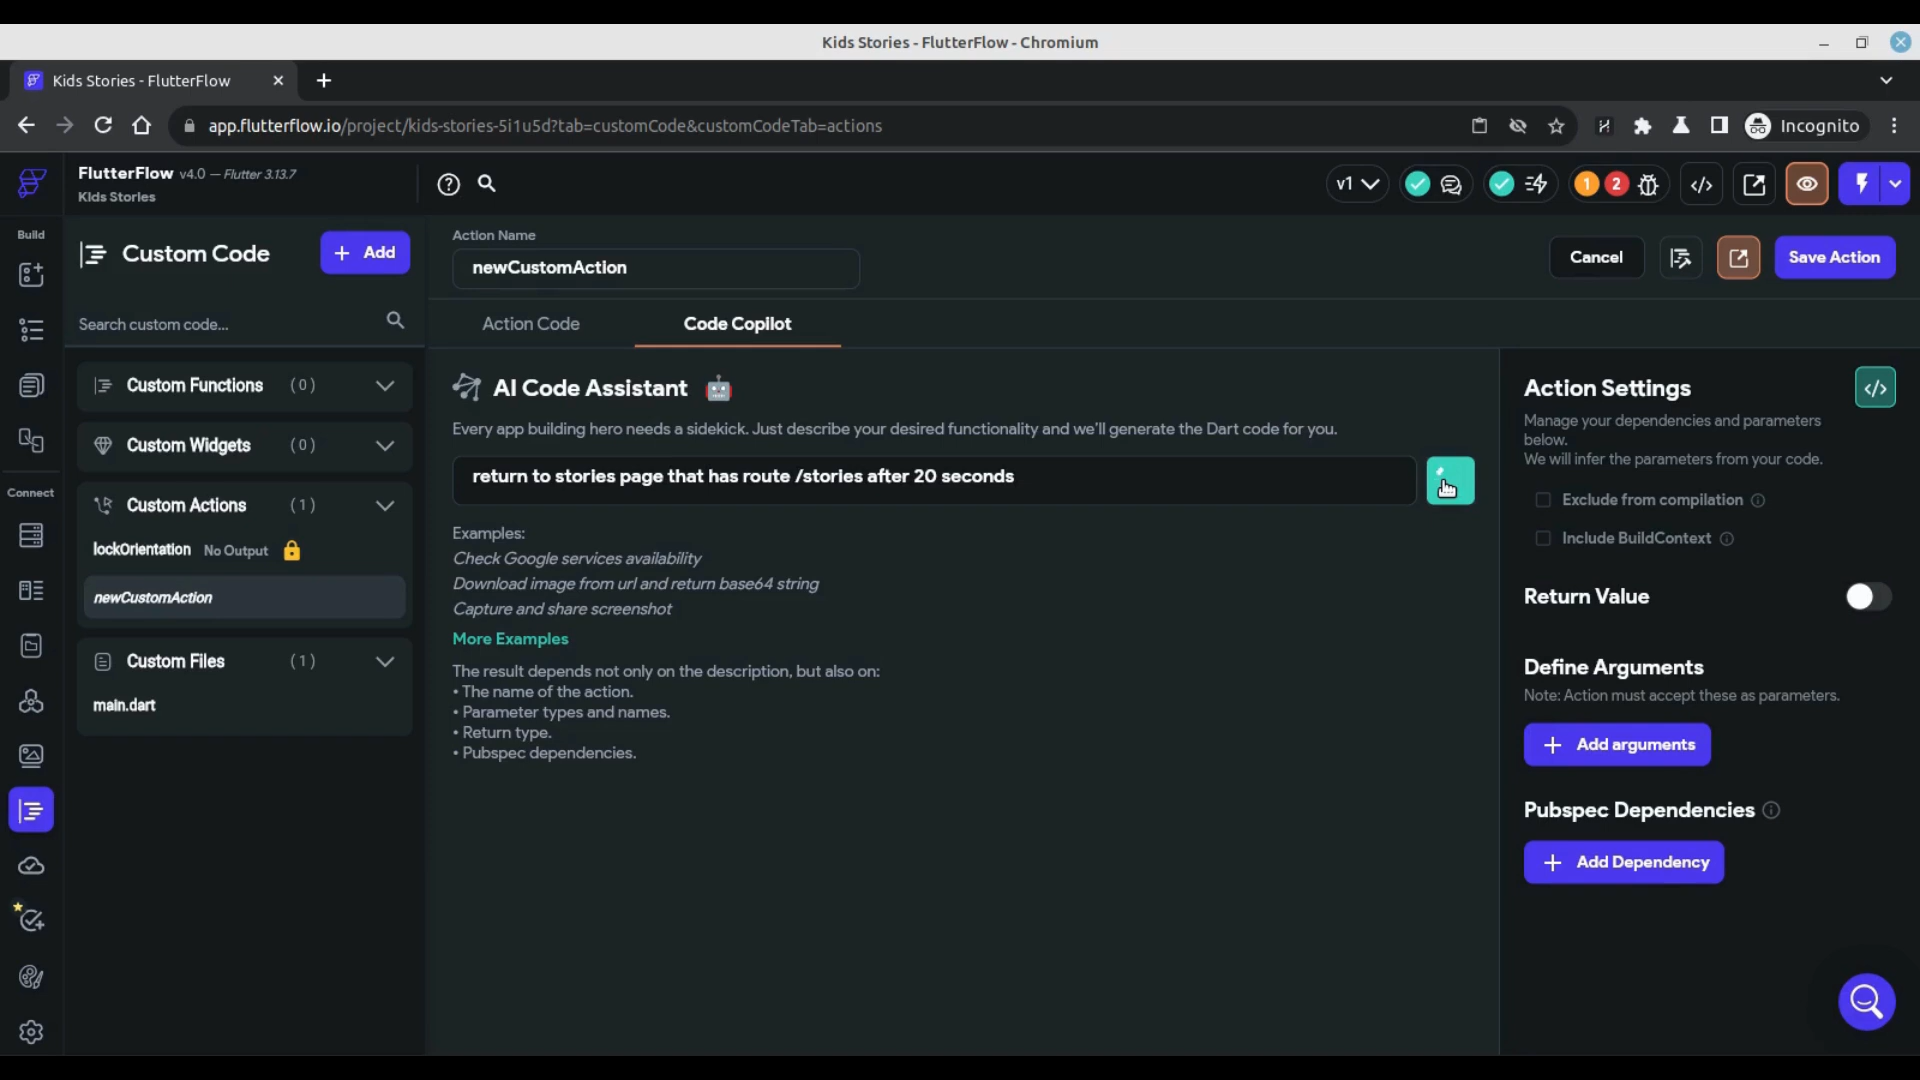 Kids Stories - FlutterFlow - Chromium
Kids Stories - FlutterFlow
app.flutterflow.io/project/kids-stories-5i1u5d?tab=customCode&customCodeTab=actions
Incognito
FlutterFlow v4.0 — Flutter 3.13.7
Kids Stories
v1
1
2
Build
Connect
Custom Code
Add
Search custom code...
Custom Functions (0)
Custom Widgets (0)
Custom Actions (1)
lockOrientation No Output
newCustomAction
Custom Files (1)
main.dart
Action Name
newCustomAction
Cancel
Save Action
Action Code
Code Copilot
AI Code Assistant
Every app building hero needs a sidekick. Just describe your desired functionality and we'll generate the Dart code for you.
return to stories page that has route /stories after 20 seconds
Examples:
Check Google services availability
Download image from url and return base64 string
Capture and share screenshot
More Examples
The result depends not only on the description, but also on:
• The name of the action.
• Parameter types and names.
• Return type.
• Pubspec dependencies.
Action Settings
Manage your dependencies and parameters
below.
We will infer the parameters from your code.
Exclude from compilation
Include BuildContext
Return Value
Define Arguments
Note: Action must accept these as parameters.
Add arguments
Pubspec Dependencies
Add Dependency